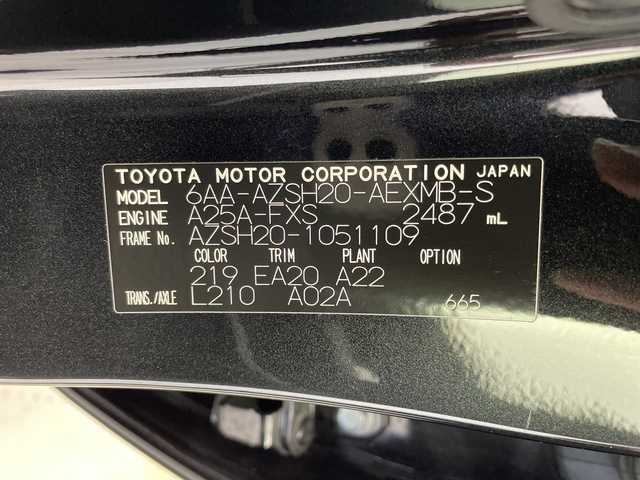 TOYOTA MOTOR CORPORATION JAPAN
MODEL 6AA-AZSH20-AEXMB-S
ENGINE A25A-FXS 2487 mL
FRAME No. AZSH20-1051109
COLOR TRIM PLANT OPTION
219 EA20 A22
TRANS./AXLE L210 A02A 665